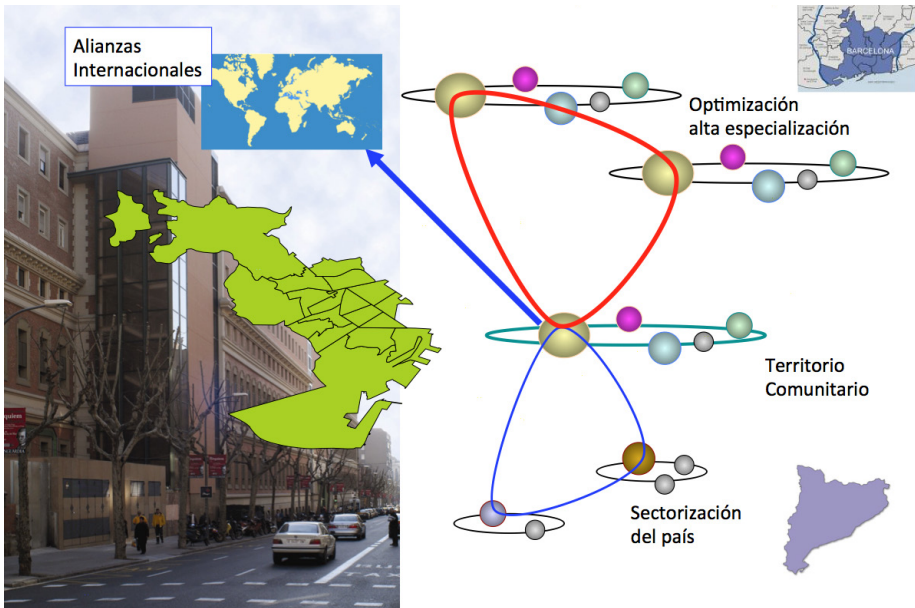 Alianzas
Internacionales
BARCELONA
Optimización
alta especialización
Territorio
Comunitario
Sectorización
del país